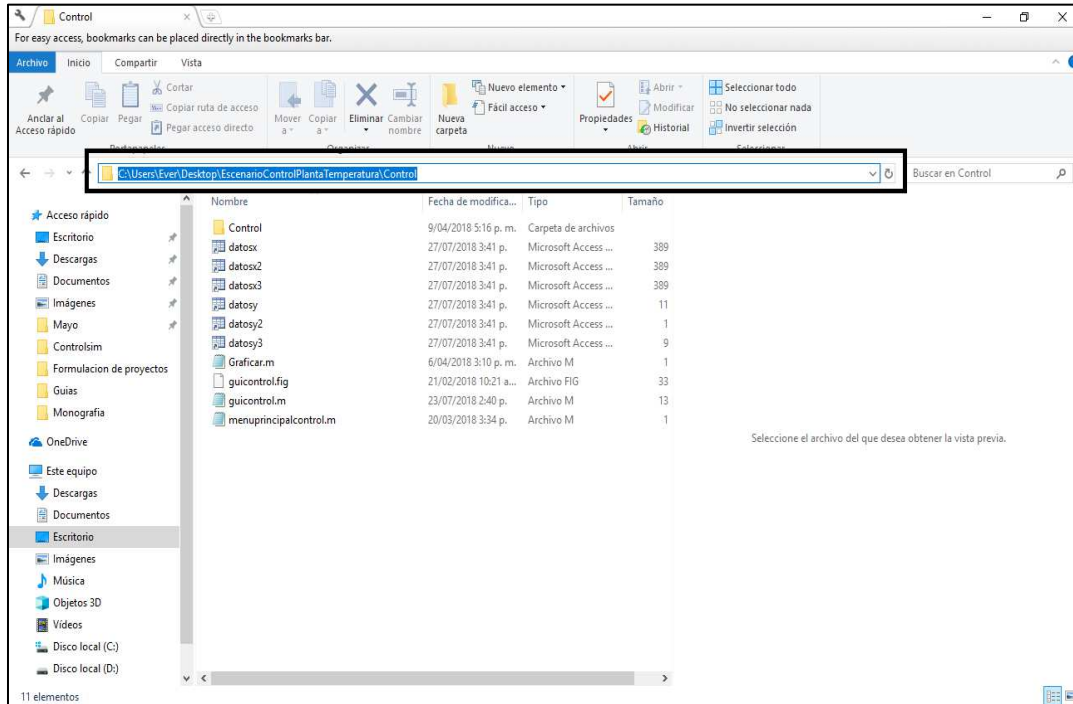 Control
For easy access, bookmarks can be placed directly in the bookmarks bar.
Archivo Inicio Compartir Vista
Anclar al Acceso rápido
Copiar
Pegar
Cortar
Copiar ruta de acceso
Pegar acceso directo
Mover a
Copiar a
Eliminar
Cambiar nombre
Nueva carpeta
Nuevo elemento
Fácil acceso
Propiedades
Abrir
Modificar
Historial
Seleccionar todo
No seleccionar nada
Invertir selección
C:\Users\Ever\Desktop\EscenarioControlPlantaTemperatura\Control
Buscar en Control
Acceso rápido
Escritorio
Descargas
Documentos
Imágenes
Mayo
Controlsim
Formulacion de proyectos
Guias
Monografia
OneDrive
Este equipo
Descargas
Documentos
Escritorio
Imágenes
Música
Objetos 3D
Vídeos
Disco local (C:)
Disco local (D:)
Nombre Fecha de modifica... Tipo Tamaño
Control 9/04/2018 5:16 p. m. Carpeta de archivos
datosx 27/07/2018 3:41 p. Microsoft Access ... 389
datosx2 27/07/2018 3:41 p. Microsoft Access ... 389
datosx3 27/07/2018 3:41 p. Microsoft Access ... 389
datosy 27/07/2018 3:41 p. Microsoft Access ... 11
datosy2 27/07/2018 3:41 p. Microsoft Access ... 1
datosy3 27/07/2018 3:41 p. Microsoft Access ... 9
Graficar.m 6/04/2018 3:10 p. m. Archivo M 1
guicontrol.fig 21/02/2018 10:21 a... Archivo FIG 33
guicontrol.m 23/07/2018 2:40 p. Archivo M 13
menuprincipalcontrol.m 20/03/2018 3:34 p. Archivo M 1
Seleccione el archivo del que desea obtener la vista previa.
11 elementos